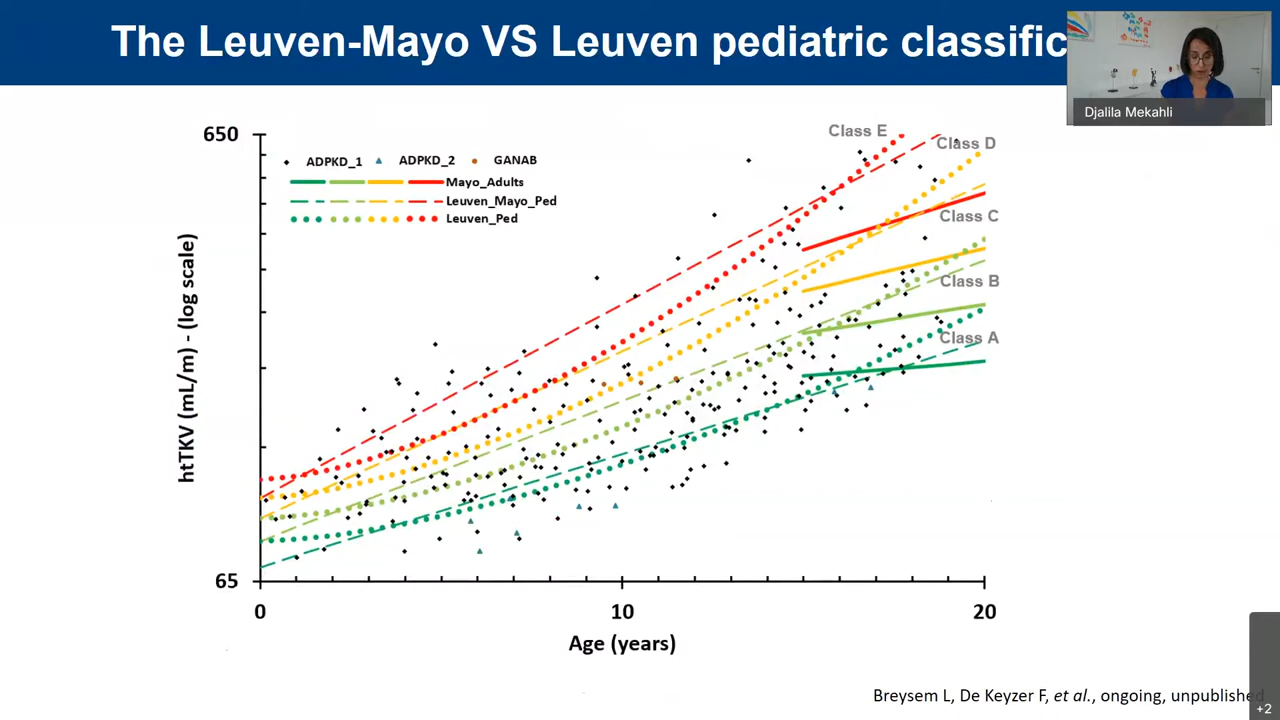 The Leuven-Mayo VS Leuven pediatric classific
Djalila Mekahli
650
ADPKD_1 ADPKD_2 GANAB
Mayo_Adults
Leuven_Mayo_Ped
Leuven_Ped
Class E
Class D
Class C
Class B
Class A
htTKV (mL/m) - (log scale)
65
0 10 20
Age (years)
Breysem L, De Keyzer F, et al., ongoing, unpublished
+2